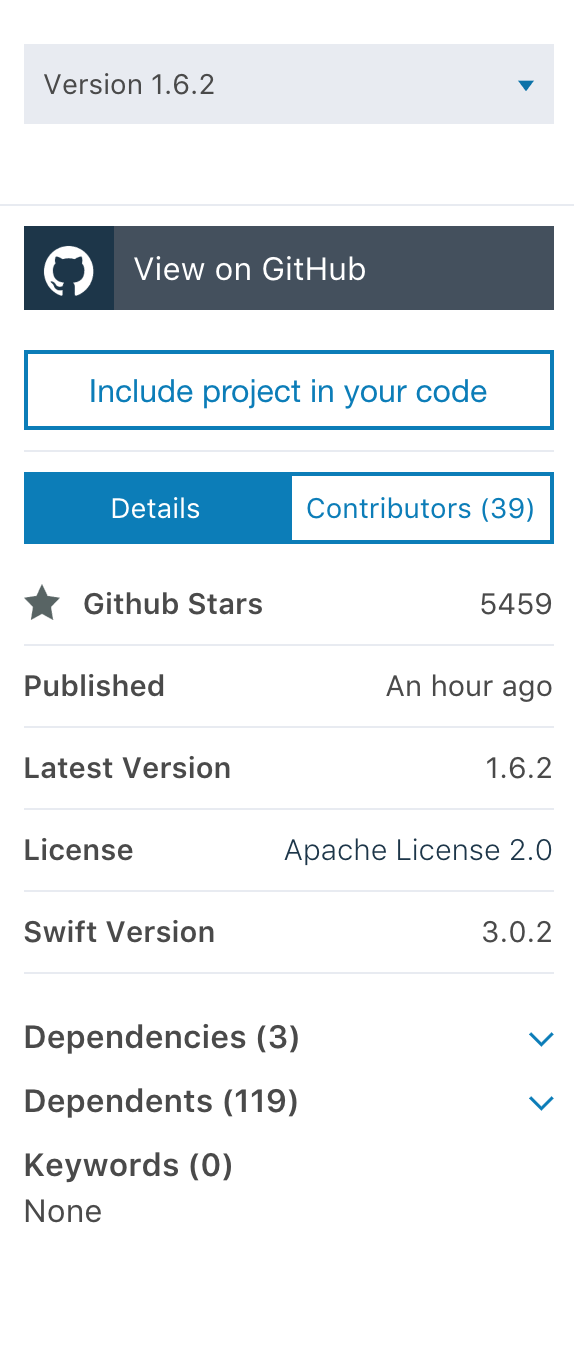 Version 1.6.2
View on GitHub
Include project in your code
Details Contributors (39)
Github Stars 5459
Published An hour ago
Latest Version 1.6.2
License Apache License 2.0
Swift Version 3.0.2
Dependencies (3)
Dependents (119)
Keywords (0)
None